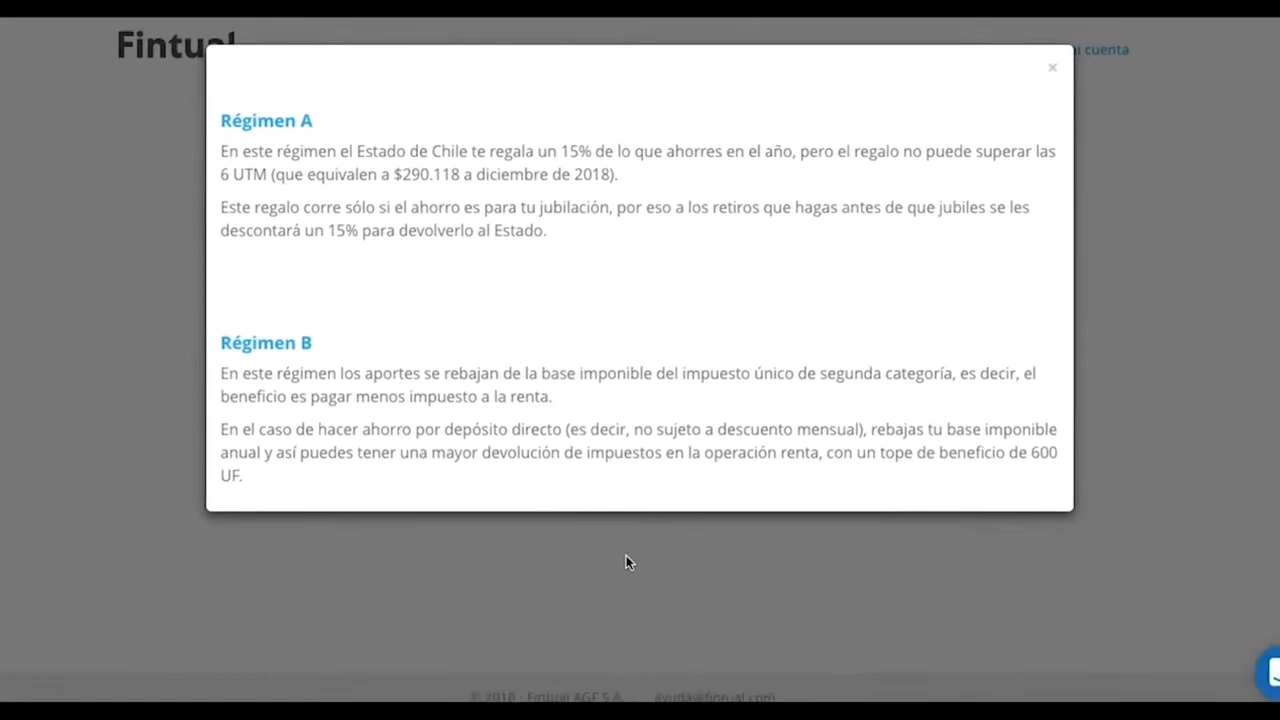 Fintual
mi cuenta
×
Régimen A
En este régimen el Estado de Chile te regala un 15% de lo que ahorres en el año, pero el regalo no puede superar las
6 UTM (que equivalen a $290.118 a diciembre de 2018).
Este regalo corre sólo si el ahorro es para tu jubilación, por eso a los retiros que hagas antes de que jubiles se les
descontará un 15% para devolverlo al Estado.
Régimen B
En este régimen los aportes se rebajan de la base imponible del impuesto único de segunda categoría, es decir, el
beneficio es pagar menos impuesto a la renta.
En el caso de hacer ahorro por depósito directo (es decir, no sujeto a descuento mensual), rebajas tu base imponible
anual y así puedes tener una mayor devolución de impuestos en la operación renta, con un tope de beneficio de 600
UF.
© 2018 - Fintual AGF S.A. ayuda@fintual.com